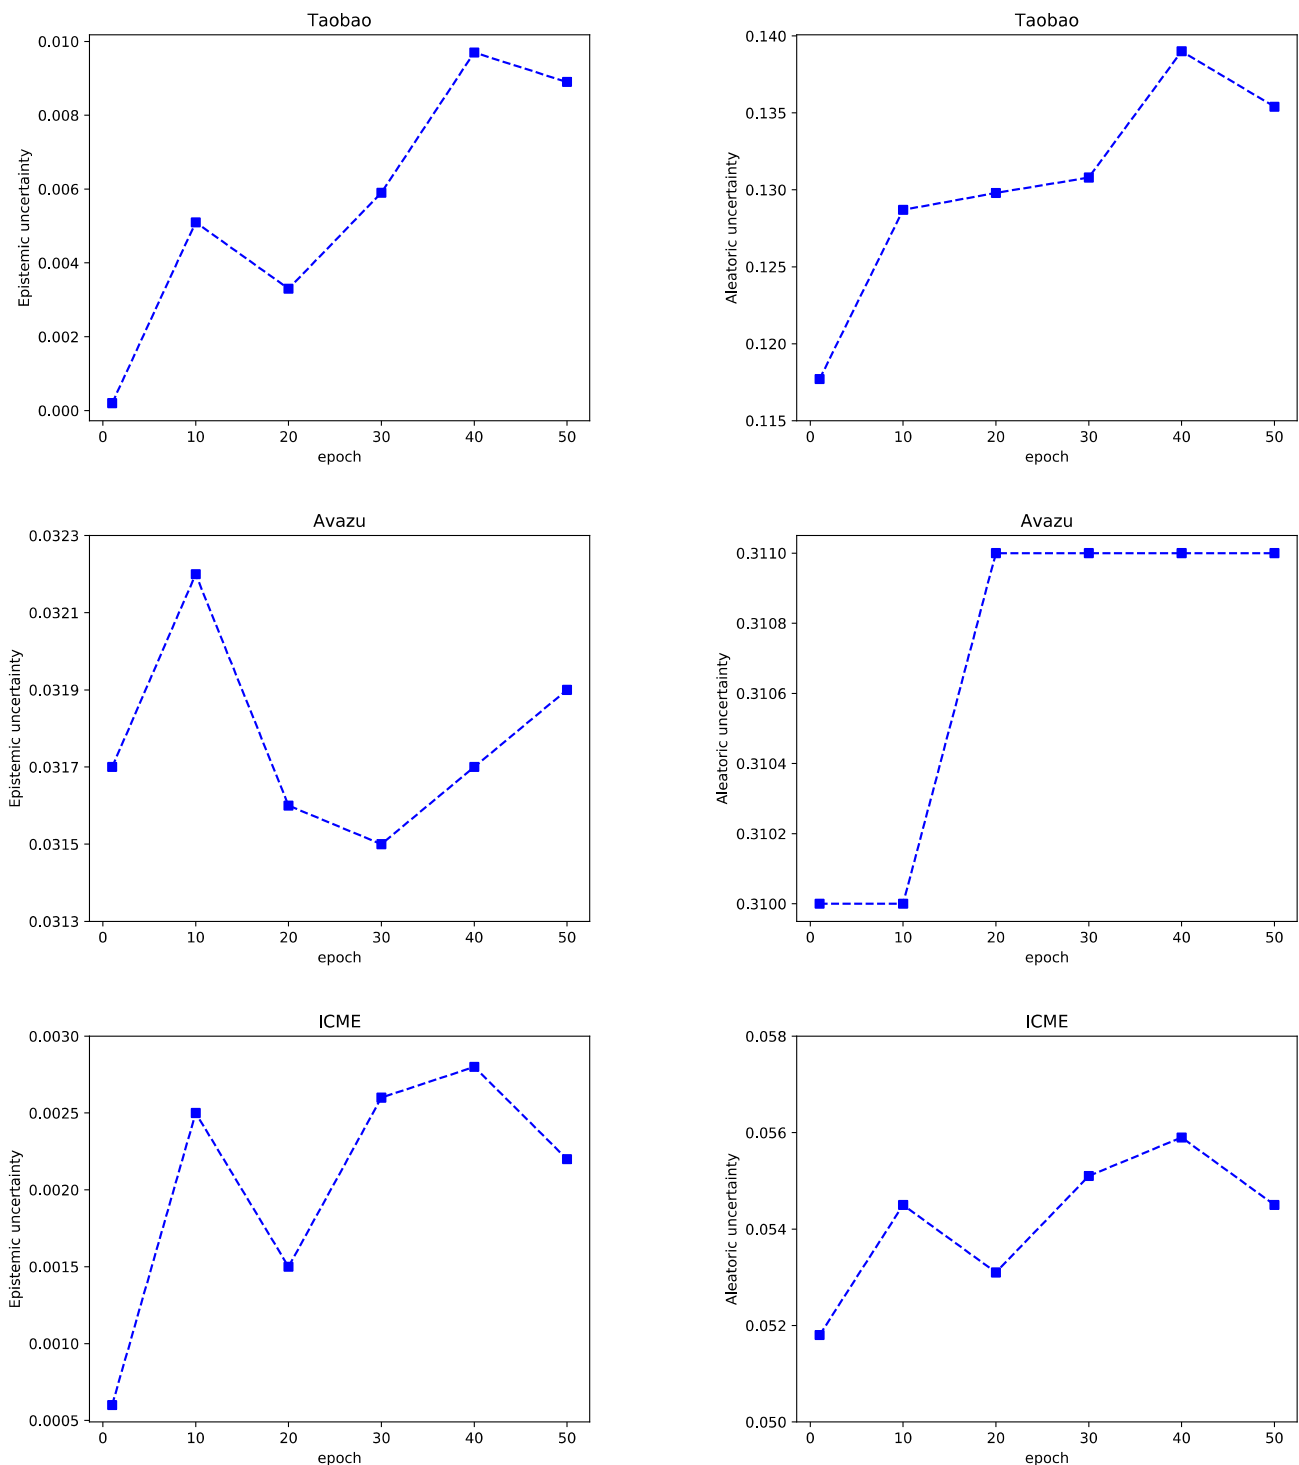 Taobao
0.010
0.008
0.006
0.004
0.002
0.000
Epistemic uncertainty
0 10 20 30 40 50
epoch
Taobao
0.140
0.135
0.130
0.125
0.120
0.115
Aleatoric uncertainty
0 10 20 30 40 50
epoch
Avazu
0.0323
0.0321
0.0319
0.0317
0.0315
0.0313
Epistemic uncertainty
0 10 20 30 40 50
epoch
Avazu
0.3110
0.3108
0.3106
0.3104
0.3102
0.3100
Aleatoric uncertainty
0 10 20 30 40 50
epoch
ICME
0.0030
0.0025
0.0020
0.0015
0.0010
0.0005
Epistemic uncertainty
0 10 20 30 40 50
epoch
ICME
0.058
0.056
0.054
0.052
0.050
Aleatoric uncertainty
0 10 20 30 40 50
epoch